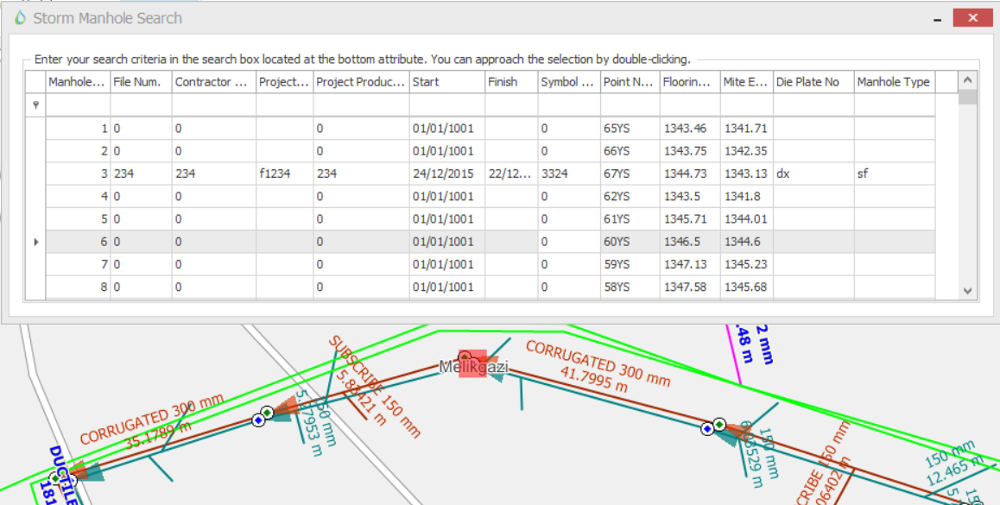 Storm Manhole Search
Enter your search criteria in the search box located at the bottom attribute. You can approach the selection by double-clicking.
Manhole... File Num. Contractor ... Project... Project Produc... Start Finish Symbol ... Point N... Floorin... Mite E... Die Plate No Manhole Type
1 0 0 0 01/01/1001 0 65YS 1343.46 1341.71
2 0 0 0 01/01/1001 0 66YS 1343.75 1342.35
3 234 234 f1234 234 24/12/2015 22/12... 3324 67YS 1344.73 1343.13 dx sf
4 0 0 0 01/01/1001 0 62YS 1343.5 1341.8
5 0 0 0 01/01/1001 0 61YS 1345.71 1344.01
6 0 0 0 01/01/1001 0 60YS 1346.5 1344.6
7 0 0 0 01/01/1001 0 59YS 1347.13 1345.23
8 0 0 0 01/01/1001 0 58YS 1347.58 1345.68
2 mm
.48 m
SUBSCRIBE 150 mm
5.83421 m
Melikgazi
CORRUGATED 300 mm
41.7995 m
CORRUGATED 300 mm
35.1789 m
150 mm
5.27953 m
150 mm
6.03529 m
CRIBE 150 mm
06402 m
150 mm
12.465 m
DUCTILE
181
150
5.1